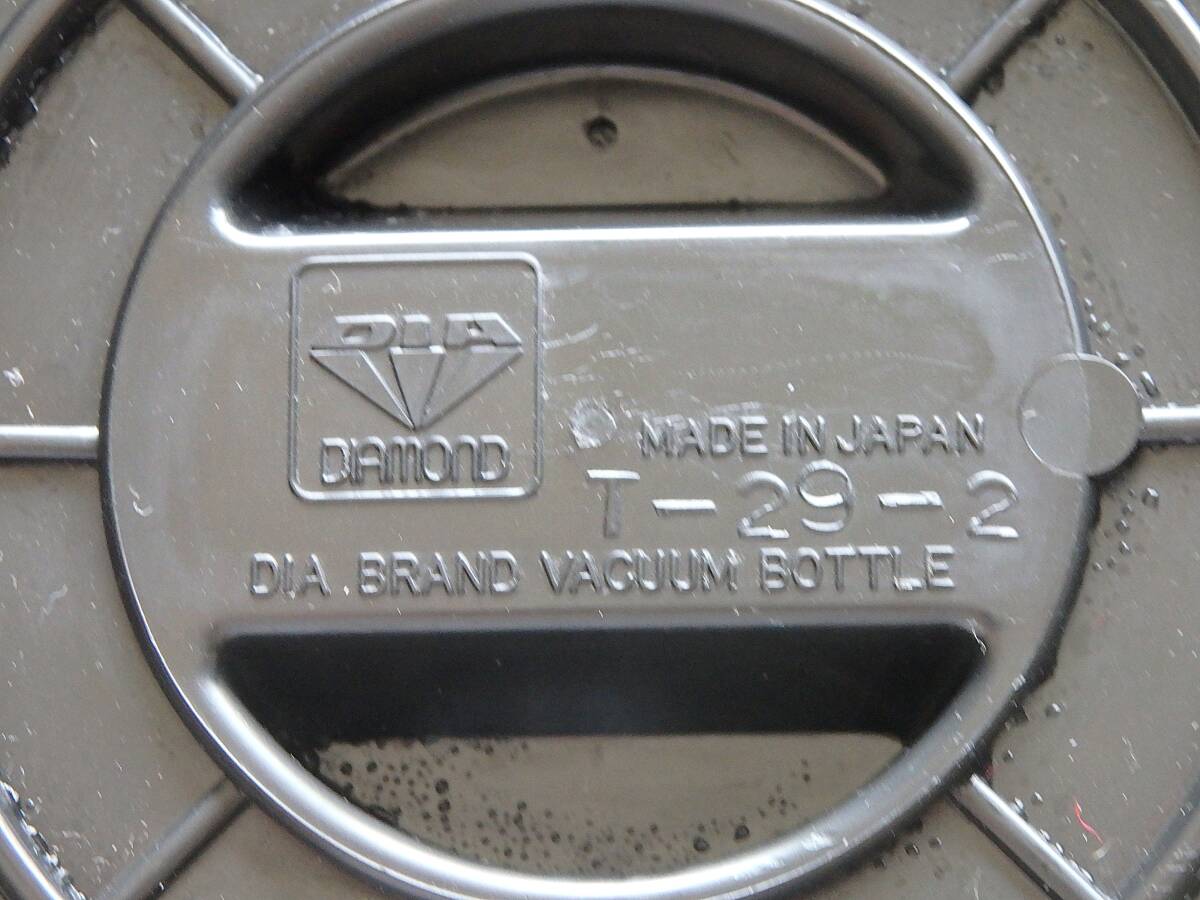 DIA
DIAMOND
MADE IN JAPAN
T-29-2
DIA BRAND VACUUM BOTTLE